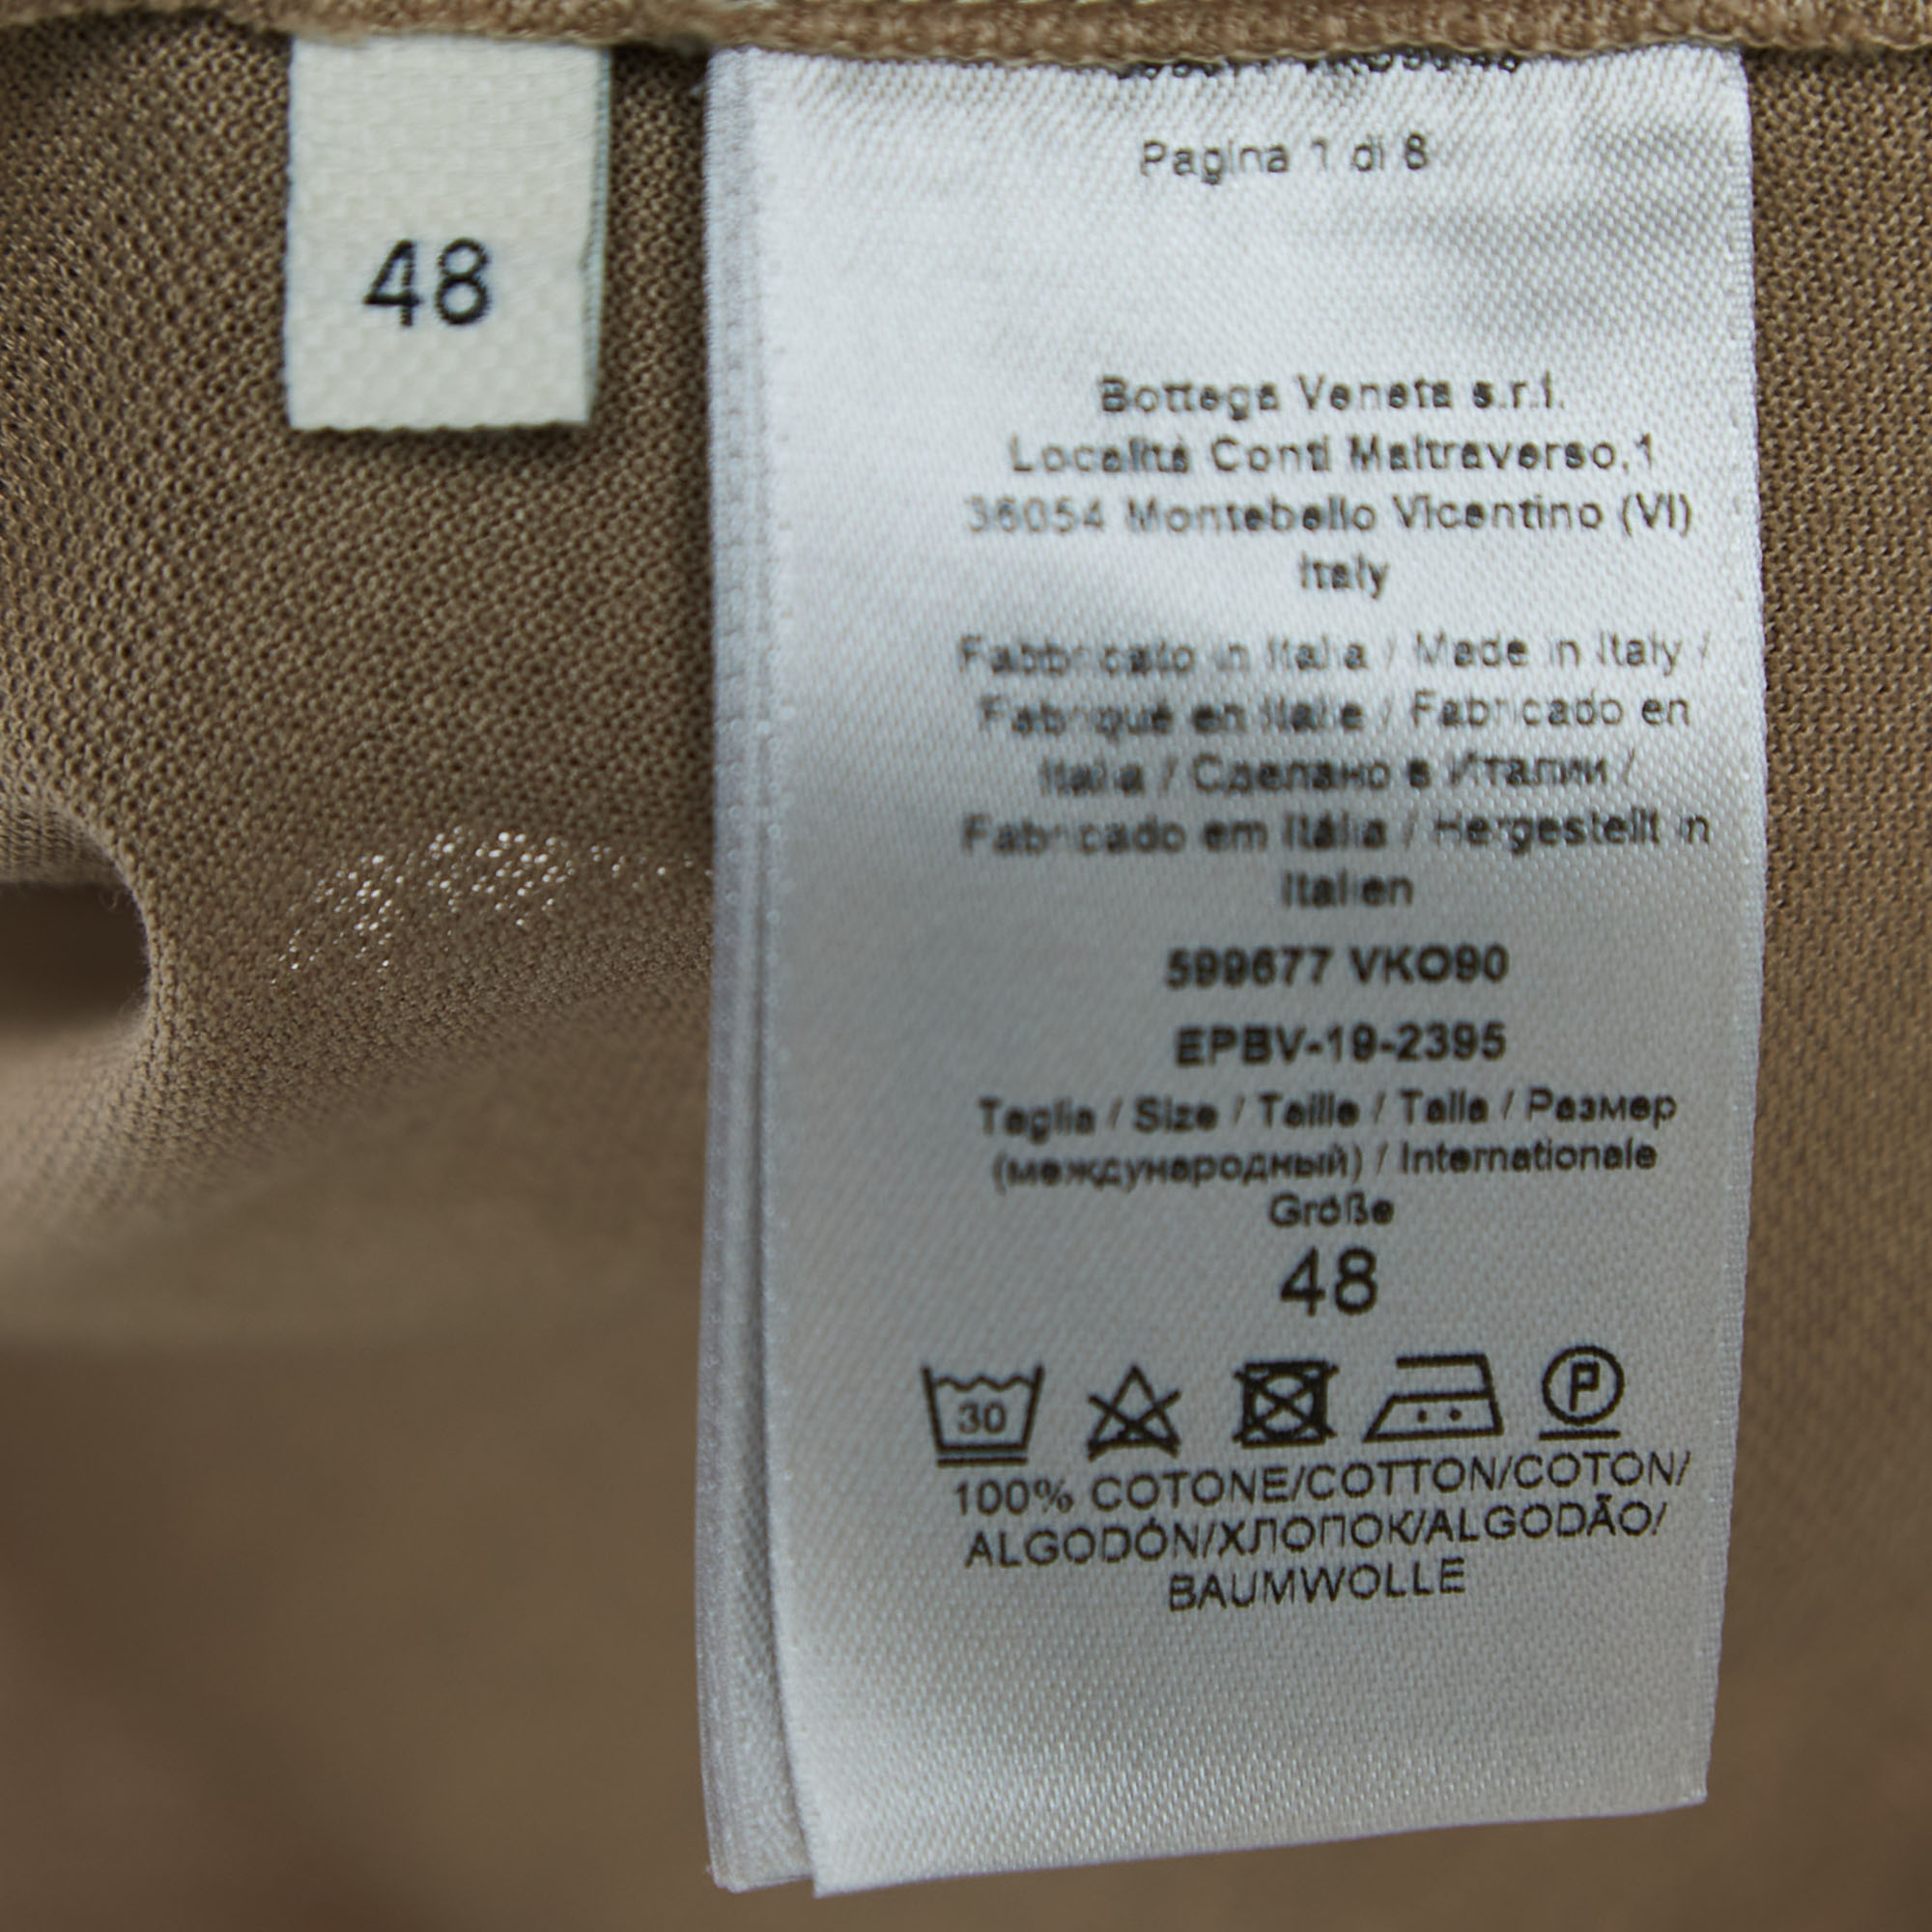 48
Pagina 1 di 8
Bottega Veneta s.r.l.
Località Conti Maltraverso,1
36054 Montebello Vicentino (VI)
Italy
Fabbricato in Italia / Made in Italy /
Fabriqué en Italie / Fabricado en
Italia / Сделано в Италии /
Fabricado em Itália / Hergestellt in
Italien
599677 VKO90
EPBV-19-2395
Taglia / Size / Taille / Talla / Размер
(международный) / Internationale
Größe
48
30
P
100% COTONE/COTTON/COTON/
ALGODÓN/ХЛОПОК/ALGODÃO/
BAUMWOLLE